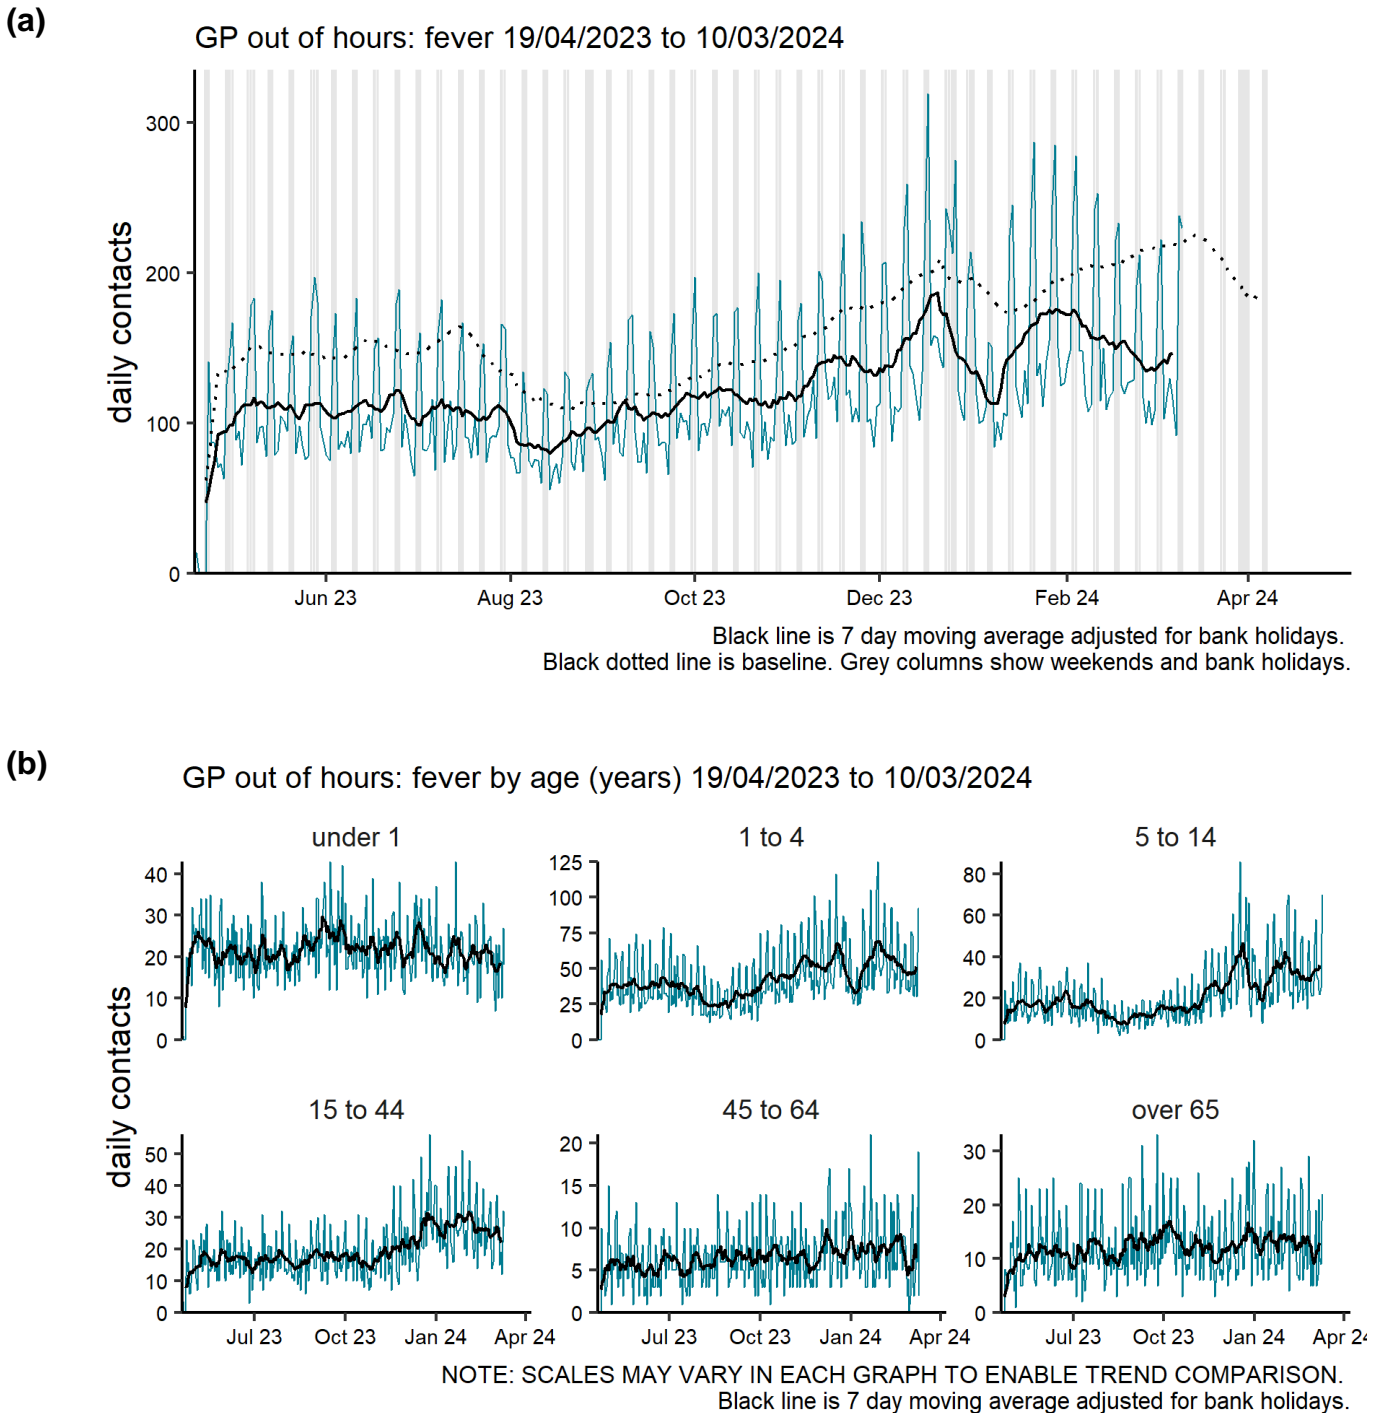 (a)
GP out of hours: fever 19/04/2023 to 10/03/2024
daily contacts
300
200
100
0
Jun 23 Aug 23 Oct 23 Dec 23 Feb 24 Apr 24
Black line is 7 day moving average adjusted for bank holidays.
Black dotted line is baseline. Grey columns show weekends and bank holidays.
(b)
GP out of hours: fever by age (years) 19/04/2023 to 10/03/2024
daily contacts
under 1
40
30
20
10
0
1 to 4
125
100
75
50
25
0
5 to 14
80
60
40
20
0
15 to 44
50
40
30
20
10
0
Jul 23 Oct 23 Jan 24 Apr 24
45 to 64
20
15
10
5
0
Jul 23 Oct 23 Jan 24 Apr 24
over 65
30
20
10
0
Jul 23 Oct 23 Jan 24 Apr 24
NOTE: SCALES MAY VARY IN EACH GRAPH TO ENABLE TREND COMPARISON.
Black line is 7 day moving average adjusted for bank holidays.